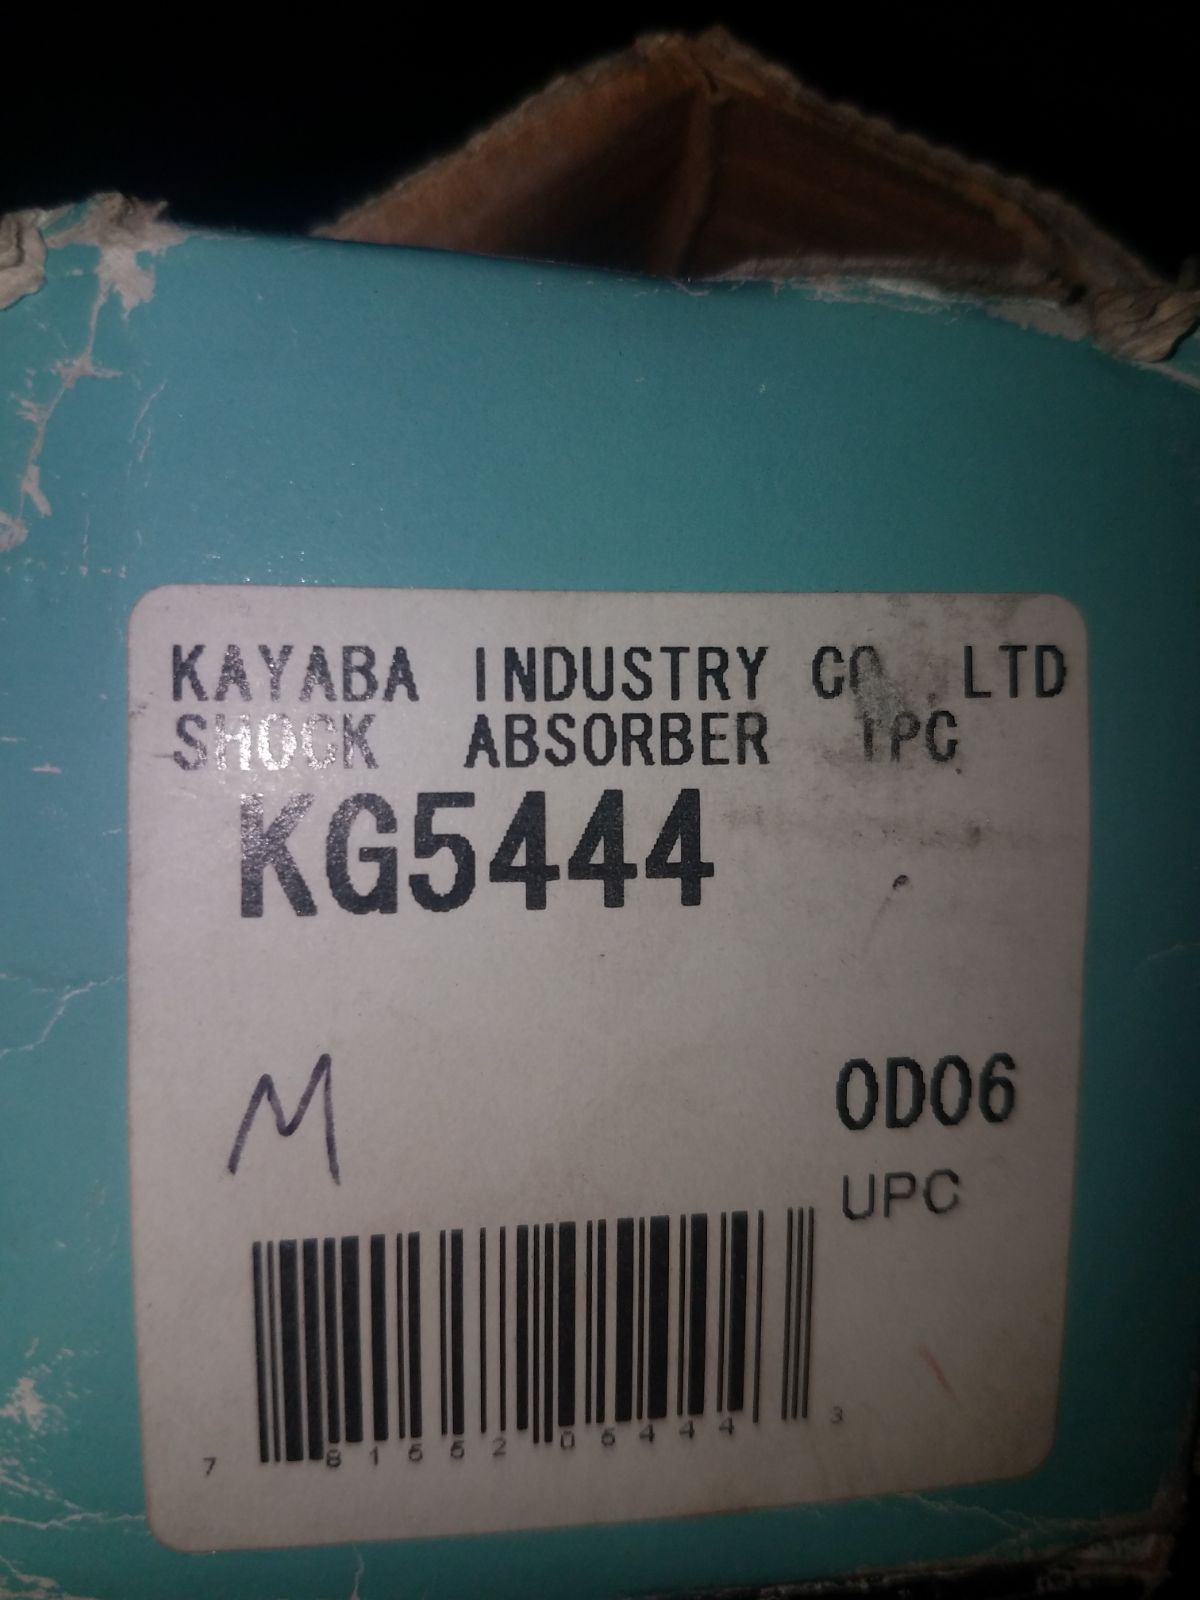 KAYABA INDUSTRY CO. LTD
SHOCK ABSORBER 1PC
KG5444
M
0D06
UPC
7 81552 05444 3